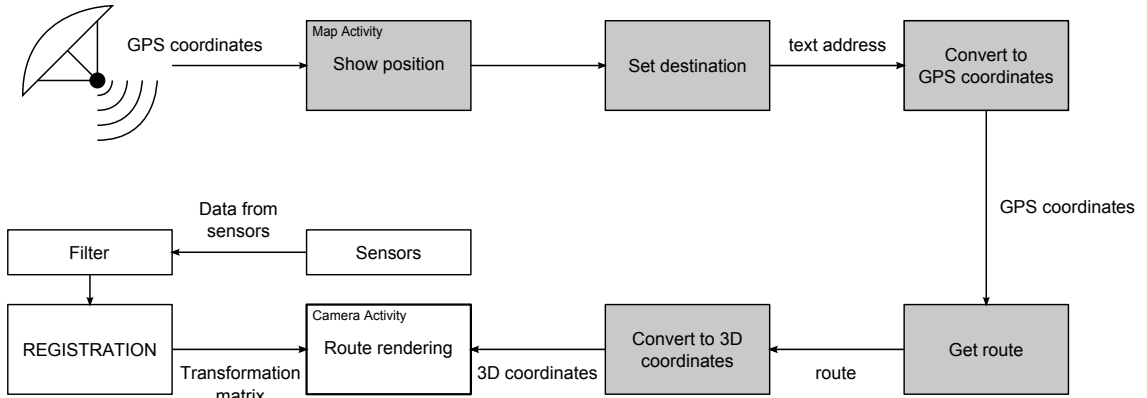 GPS coordinates
Map Activity
Show position
Set destination
text address
Convert to
GPS coordinates
GPS coordinates
Data from
sensors
Filter
Sensors
REGISTRATION
Transformation
matrix
Camera Activity
Route rendering
3D coordinates
Convert to 3D
coordinates
route
Get route